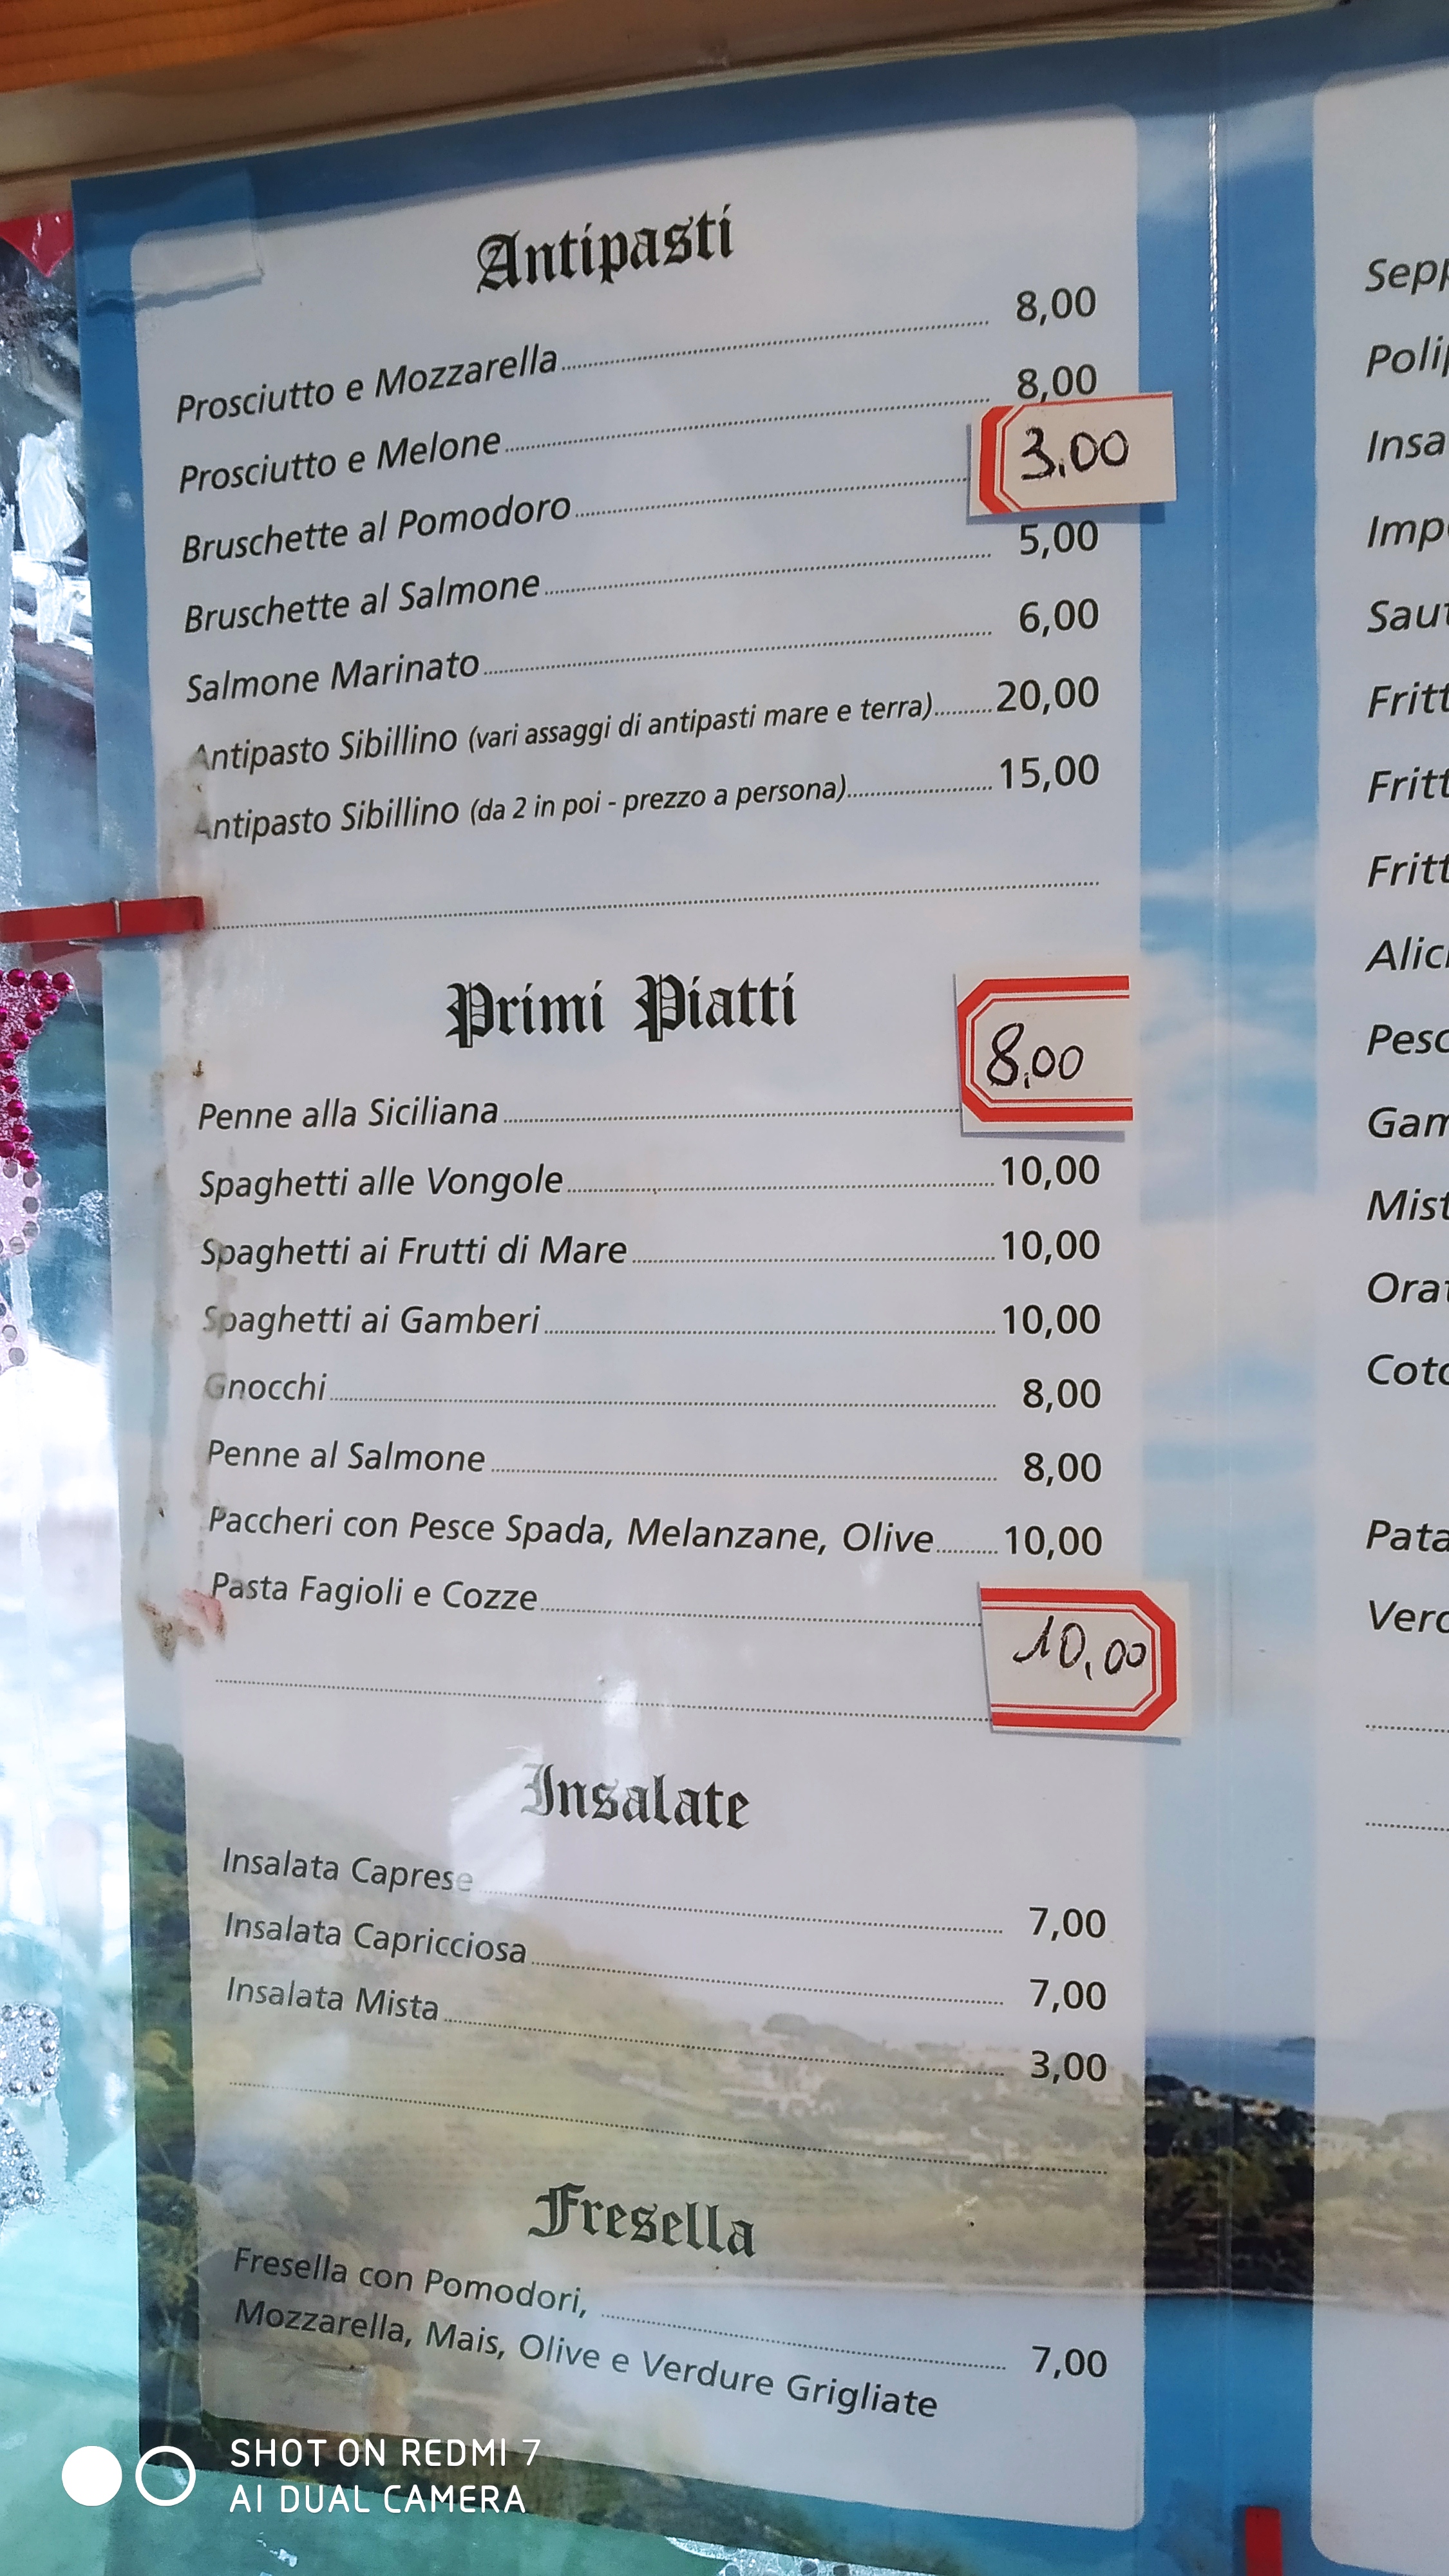 Antipasti
Prosciutto e Mozzarella 8,00
Prosciutto e Melone 8,00
Bruschette al Pomodoro 3.00
Bruschette al Salmone 5,00
Salmone Marinato 6,00
Antipasto Sibillino (vari assaggi di antipasti mare e terra) 20,00
Antipasto Sibillino (da 2 in poi - prezzo a persona) 15,00
Primi Piatti
Penne alla Siciliana 8,00
Spaghetti alle Vongole 10,00
Spaghetti ai Frutti di Mare 10,00
Spaghetti ai Gamberi 10,00
Gnocchi 8,00
Penne al Salmone 8,00
Paccheri con Pesce Spada, Melanzane, Olive 10,00
Pasta Fagioli e Cozze 10,00
Insalate
Insalata Caprese 7,00
Insalata Capricciosa 7,00
Insalata Mista 3,00
Fresella
Fresella con Pomodori, 7,00
Mozzarella, Mais, Olive e Verdure Grigliate
SHOT ON REDMI 7
AI DUAL CAMERA